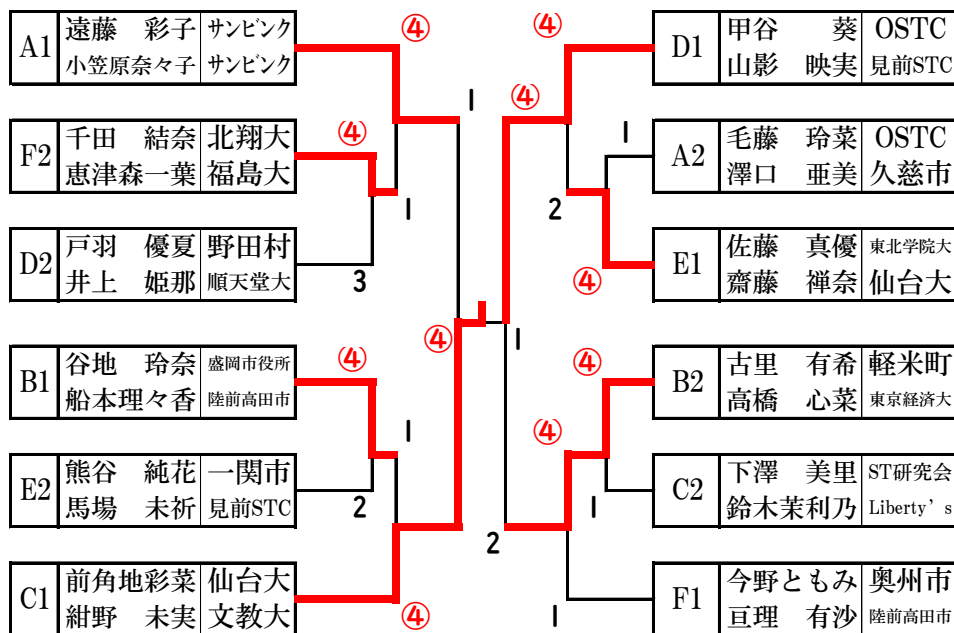 A1 遠藤 彩子 サンビンク
小笠原奈々子 サンビンク
F2 千田 結奈 北翔大
恵津森一葉 福島大
D2 戸羽 優夏 野田村
井上 姫那 順天堂大
B1 谷地 玲奈 盛岡市役所
船本理々香 陸前高田市
E2 熊谷 純花 一関市
馬場 未祈 見前STC
C1 前角地彩菜 仙台大
紺野 未実 文教大
④
④
1
3
1
④
1
2
④
④
④
④
1
2
④
1
④
④
1
2
1
D1 甲谷 葵 OSTC
山影 映実 見前STC
A2 毛藤 玲菜 OSTC
澤口 亜美 久慈市
E1 佐藤 真優 東北学院大
齋藤 禅奈 仙台大
B2 古里 有希 軽米町
高橋 心菜 東京経済大
C2 下澤 美里 ST研究会
鈴木茉利乃 Liberty’s
F1 今野ともみ 奥州市
亘理 有沙 陸前高田市